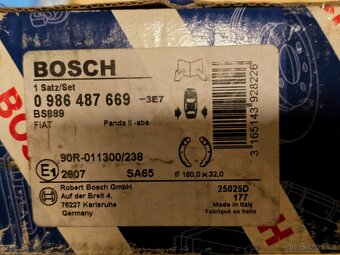 BOSCH
1 Satz/Set
0 986 487 669 -3E7
BS889
FIAT
Panda II -abs
3 165143 928226
90R-011300/238
E1 2807 SA65
Ø 180,0 x 32,0
Robert Bosch GmbH
Auf der Breit 4,
76227 Karlsruhe
Germany
25025D
177
Made in Italy
Fabriqué en Italie
BOSCH